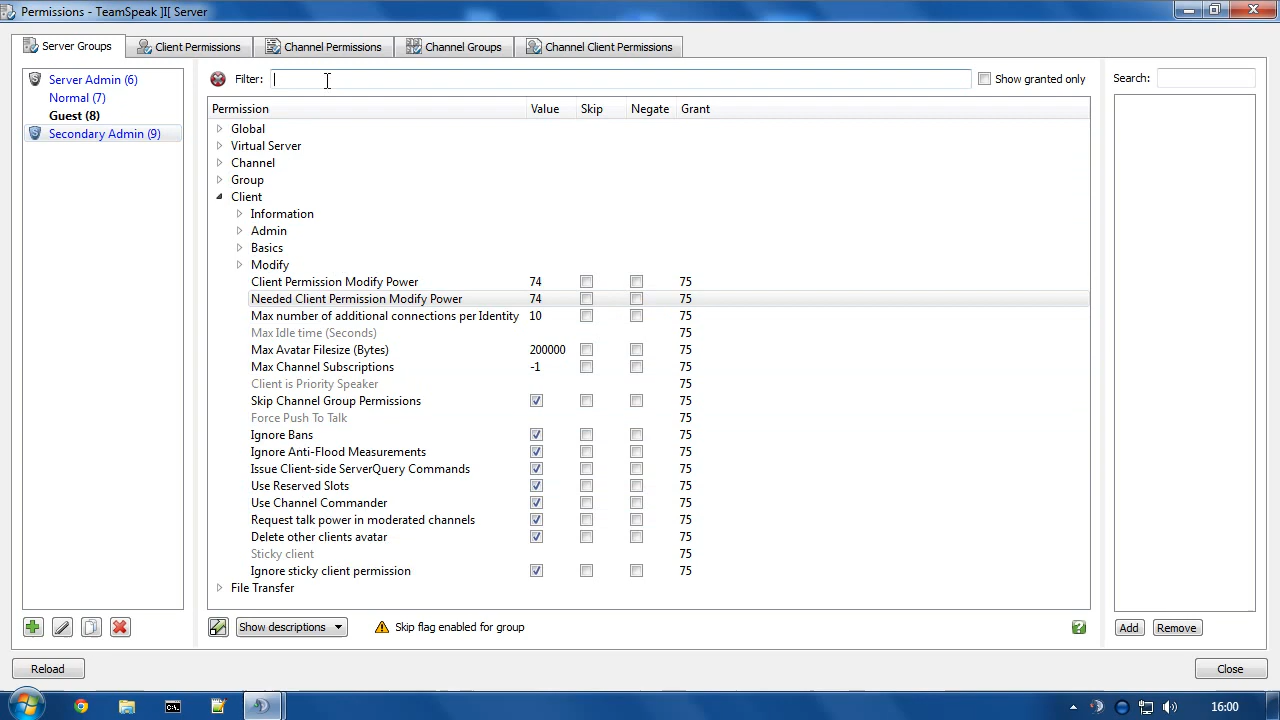 Permissions - TeamSpeak ]I[ Server
Server Groups
Client Permissions
Channel Permissions
Channel Groups
Channel Client Permissions
Server Admin (6)
Normal (7)
Guest (8)
Secondary Admin (9)
Filter:
Show granted only
Search:
Permission Value Skip Negate Grant
Global
Virtual Server
Channel
Group
Client
Information
Admin
Basics
Modify
Client Permission Modify Power 74 75
Needed Client Permission Modify Power 74 75
Max number of additional connections per Identity 10 75
Max Idle time (Seconds) 75
Max Avatar Filesize (Bytes) 200000 75
Max Channel Subscriptions -1 75
Client is Priority Speaker 75
Skip Channel Group Permissions 75
Force Push To Talk 75
Ignore Bans 75
Ignore Anti-Flood Measurements 75
Issue Client-side ServerQuery Commands 75
Use Reserved Slots 75
Use Channel Commander 75
Request talk power in moderated channels 75
Delete other clients avatar 75
Sticky client 75
Ignore sticky client permission 75
File Transfer
Show descriptions
Skip flag enabled for group
Add
Remove
Reload
Close
16:00